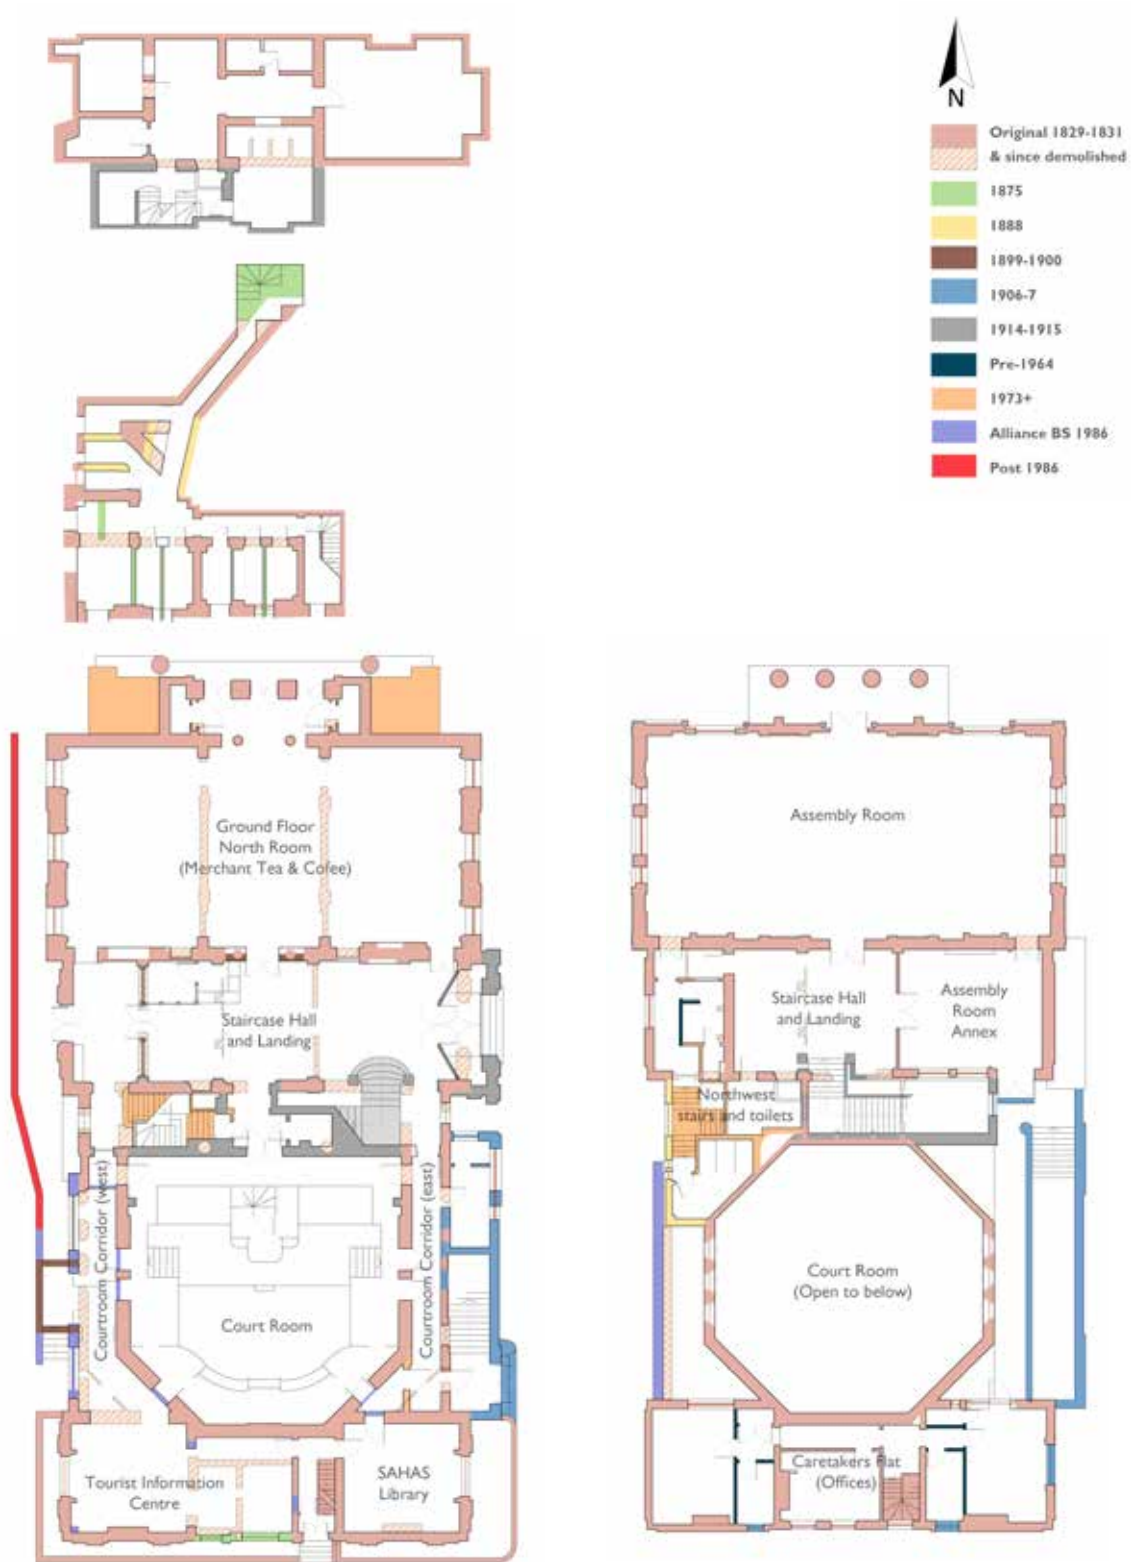 N
Original 1829-1831
& since demolished
1875
1888
1899-1900
1906-7
1914-1915
Pre-1964
1973+
Alliance BS 1986
Post 1986
Ground Floor
North Room
(Merchant Tea & Cofee)
Staircase Hall
and Landing
Courtroom Corridor (west)
Courtroom Corridor (east)
Court Room
Tourist Information
Centre
SAHAS
Library
Assembly Room
Staircase Hall
and Landing
Assembly
Room
Annex
Northwest
stairs and toilets
Court Room
(Open to below)
Caretakers Flat
(Offices)